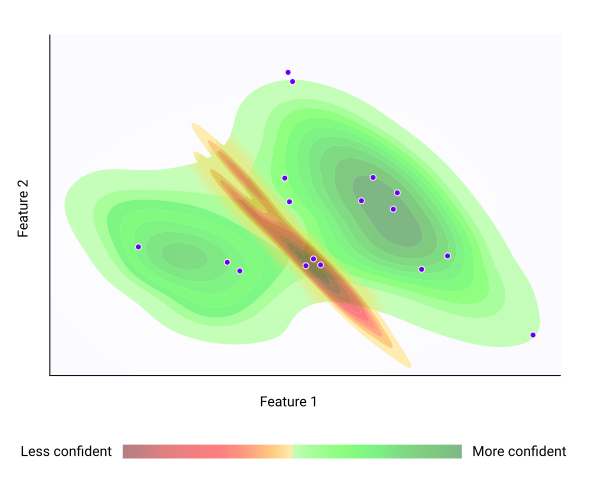 Feature 2
Feature 1
Less confident
More confident